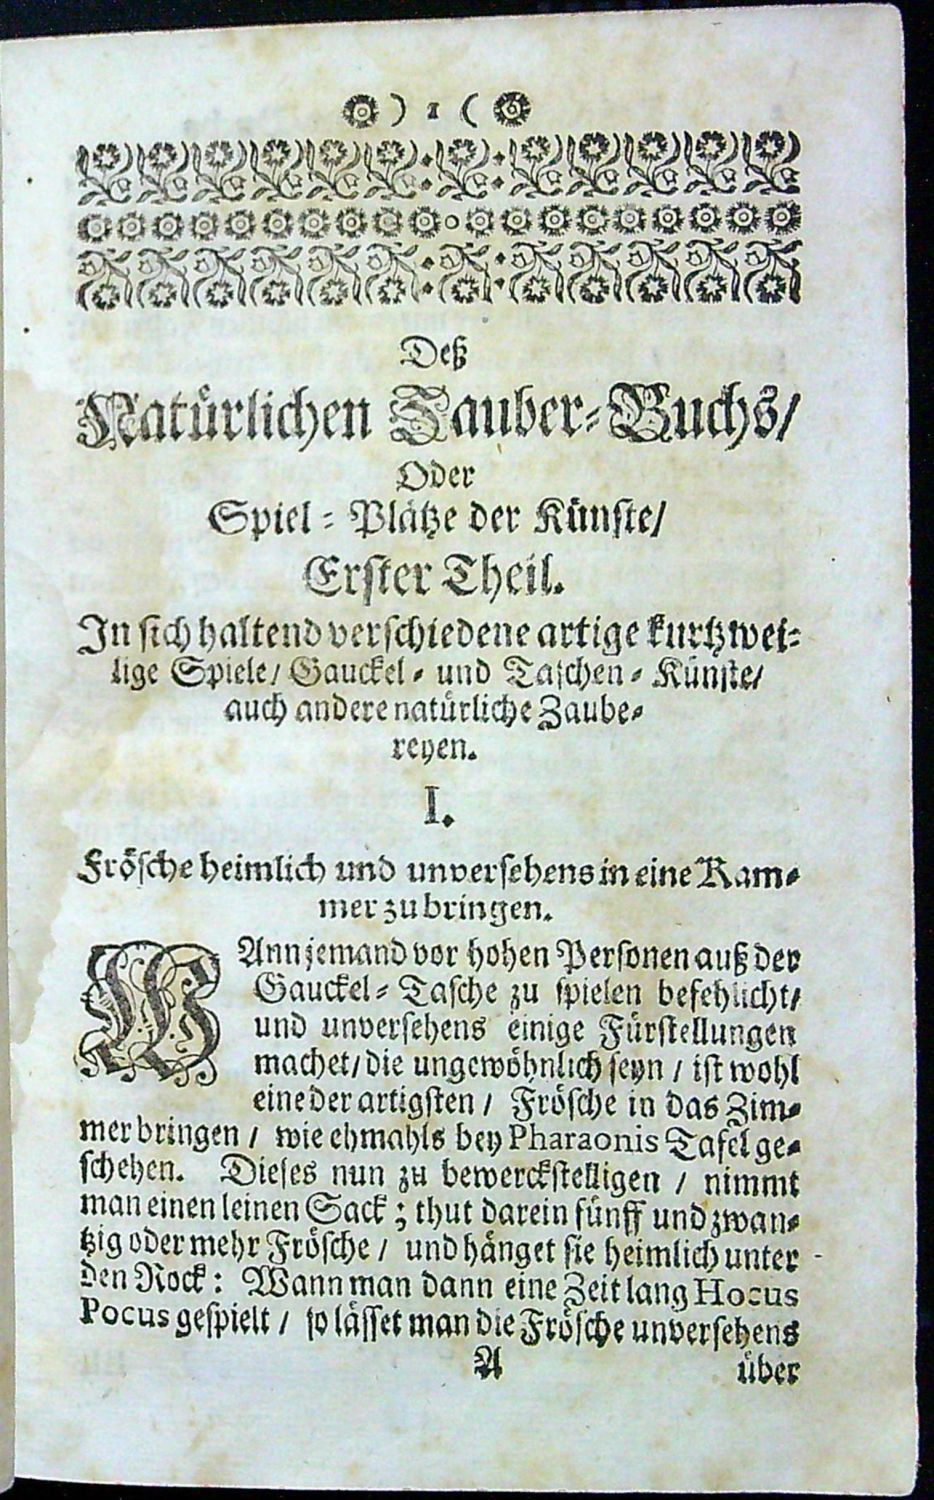 ) 1 (
Deß
Natürlichen Zauber-Buchs/
Oder
Spiel-Plätze der Künste/
Erster Theil.
In sich haltend verschiedene artige kurtzwei-
lige Spiele/ Gauckel- und Taschen-Künste/
auch andere natürliche Zaube-
reyen.
I.
Frösche heimlich und unversehens in eine Kam-
mer zu bringen.
WAnn jemand vor hohen Personen auß der
Gauckel-Tasche zu spielen befehlicht/
und unversehens einige Fürstellungen
machet/ die ungewöhnlich seyn / ist wohl
eine der artigsten / Frösche in das Zim-
mer bringen / wie ehmahls bey Pharaonis Tafel ge-
schehen. Dieses nun zu bewerckstelligen / nimmt
man einen leinen Sack ; thut darein fünff und zwan-
tzig oder mehr Frösche / und hänget sie heimlich unter
den Rock : Wann man dann eine Zeit lang Hocus
Pocus gespielt / so lässet man die Frösche unversehens
A über